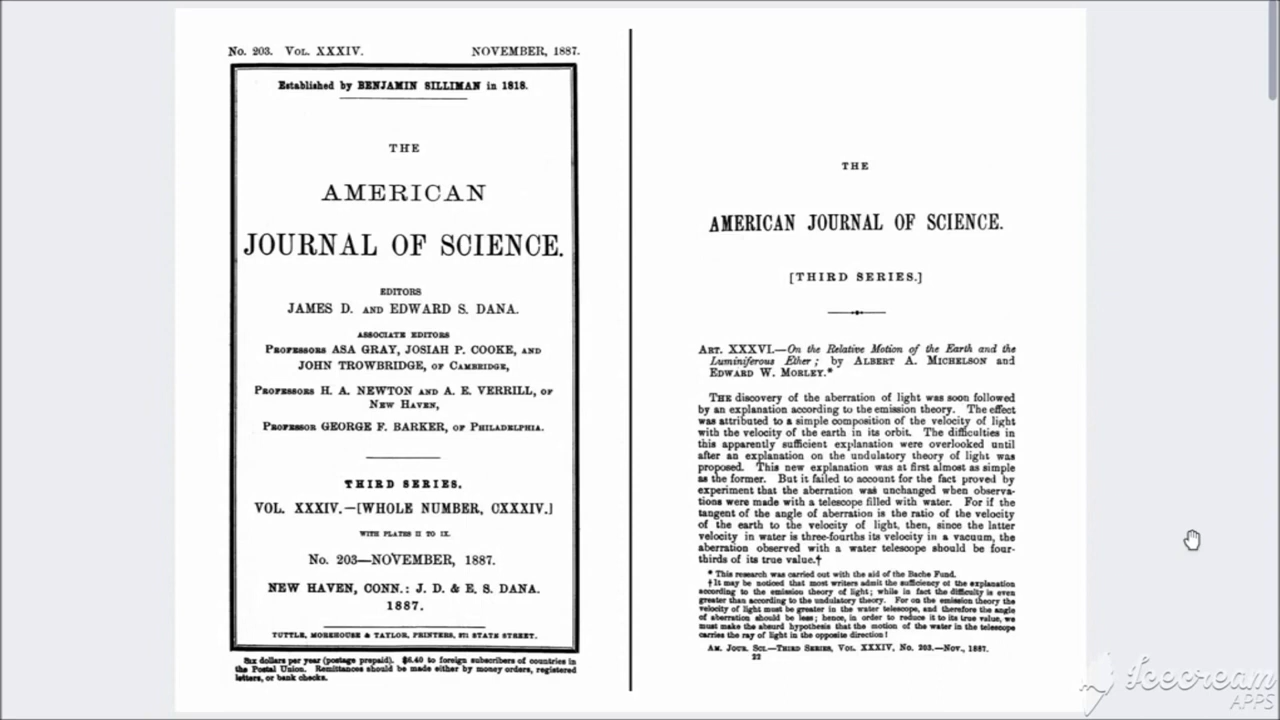 No. 203. VOL. XXXIV. NOVEMBER, 1887.
Established by BENJAMIN SILLIMAN in 1818.
THE
AMERICAN
JOURNAL OF SCIENCE.
EDITORS
JAMES D. AND EDWARD S. DANA.
ASSOCIATE EDITORS
PROFESSORS ASA GRAY, JOSIAH P. COOKE, AND
JOHN TROWBRIDGE, OF CAMBRIDGE,
PROFESSORS H. A. NEWTON AND A. E. VERRILL, OF
NEW HAVEN,
PROFESSOR GEORGE F. BARKER, OF PHILADELPHIA.
THIRD SERIES.
VOL. XXXIV.—[WHOLE NUMBER, CXXXIV.]
WITH PLATES II TO IX.
No. 203—NOVEMBER, 1887.
NEW HAVEN, CONN.: J. D. & E. S. DANA.
1887.
TUTTLE, MOREHOUSE & TAYLOR, PRINTERS, 371 STATE STREET.
Six dollars per year (postage prepaid). $6.40 to foreign subscribers of countries in
the Postal Union. Remittances should be made either by money orders, registered
letters, or bank checks.
THE
AMERICAN JOURNAL OF SCIENCE.
[THIRD SERIES.]
ART. XXXVI.—On the Relative Motion of the Earth and the
Luminiferous Ether; by ALBERT A. MICHELSON and
EDWARD W. MORLEY.*
THE discovery of the aberration of light was soon followed
by an explanation according to the emission theory. The effect
was attributed to a simple composition of the velocity of light
with the velocity of the earth in its orbit. The difficulties in
this apparently sufficient explanation were overlooked until
after an explanation on the undulatory theory of light was
proposed. This new explanation was at first almost as simple
as the former. But it failed to account for the fact proved by
experiment that the aberration was unchanged when observa-
tions were made with a telescope filled with water. For if the
tangent of the angle of aberration is the ratio of the velocity
of the earth to the velocity of light, then, since the latter
velocity in water is three-fourths its velocity in a vacuum, the
aberration observed with a water telescope should be four-
thirds of its true value.†
* This research was carried out with the aid of the Bache Fund.
† It may be noticed that most writers admit the sufficiency of the explanation
according to the emission theory of light; while in fact the difficulty is even
greater than according to the undulatory theory. For on the emission theory the
velocity of light must be greater in the water telescope, and therefore the angle
of aberration should be less; hence, in order to reduce it to its true value, we
must make the absurd hypothesis that the motion of the water in the telescope
carries the ray of light in the opposite direction!
AM. JOUR. SCI.—THIRD SERIES, VOL. XXXIV, No. 203.—NOV., 1887.
22
Icecream
APPS